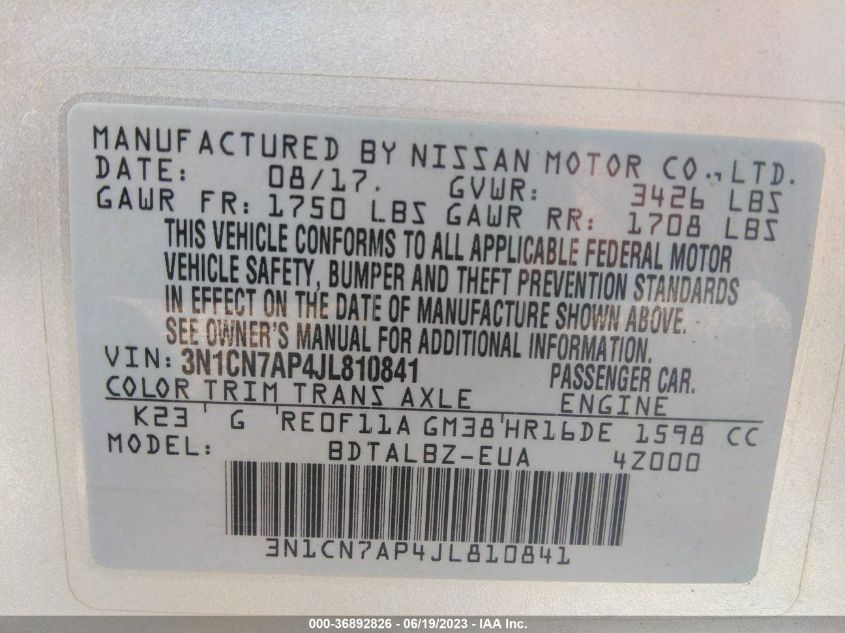 MANUFACTURED BY NISSAN MOTOR CO., LTD.
DATE: 08/17. GVWR: 3426 LBS
GAWR FR: 1750 LBS GAWR RR: 1708 LBS
THIS VEHICLE CONFORMS TO ALL APPLICABLE FEDERAL MOTOR
VEHICLE SAFETY, BUMPER AND THEFT PREVENTION STANDARDS
IN EFFECT ON THE DATE OF MANUFACTURE SHOWN ABOVE.
SEE OWNER'S MANUAL FOR ADDITIONAL INFORMATION.
VIN: 3N1CN7AP4JL810841 PASSENGER CAR.
COLOR TRIM TRANS AXLE ENGINE
K23 G RE0F11A GM38 HR16DE 1598 CC
MODEL: BDTALBZ-EUA 4Z000
3N1CN7AP4JL810841
000-36892826 - 06/19/2023 - IAA Inc.